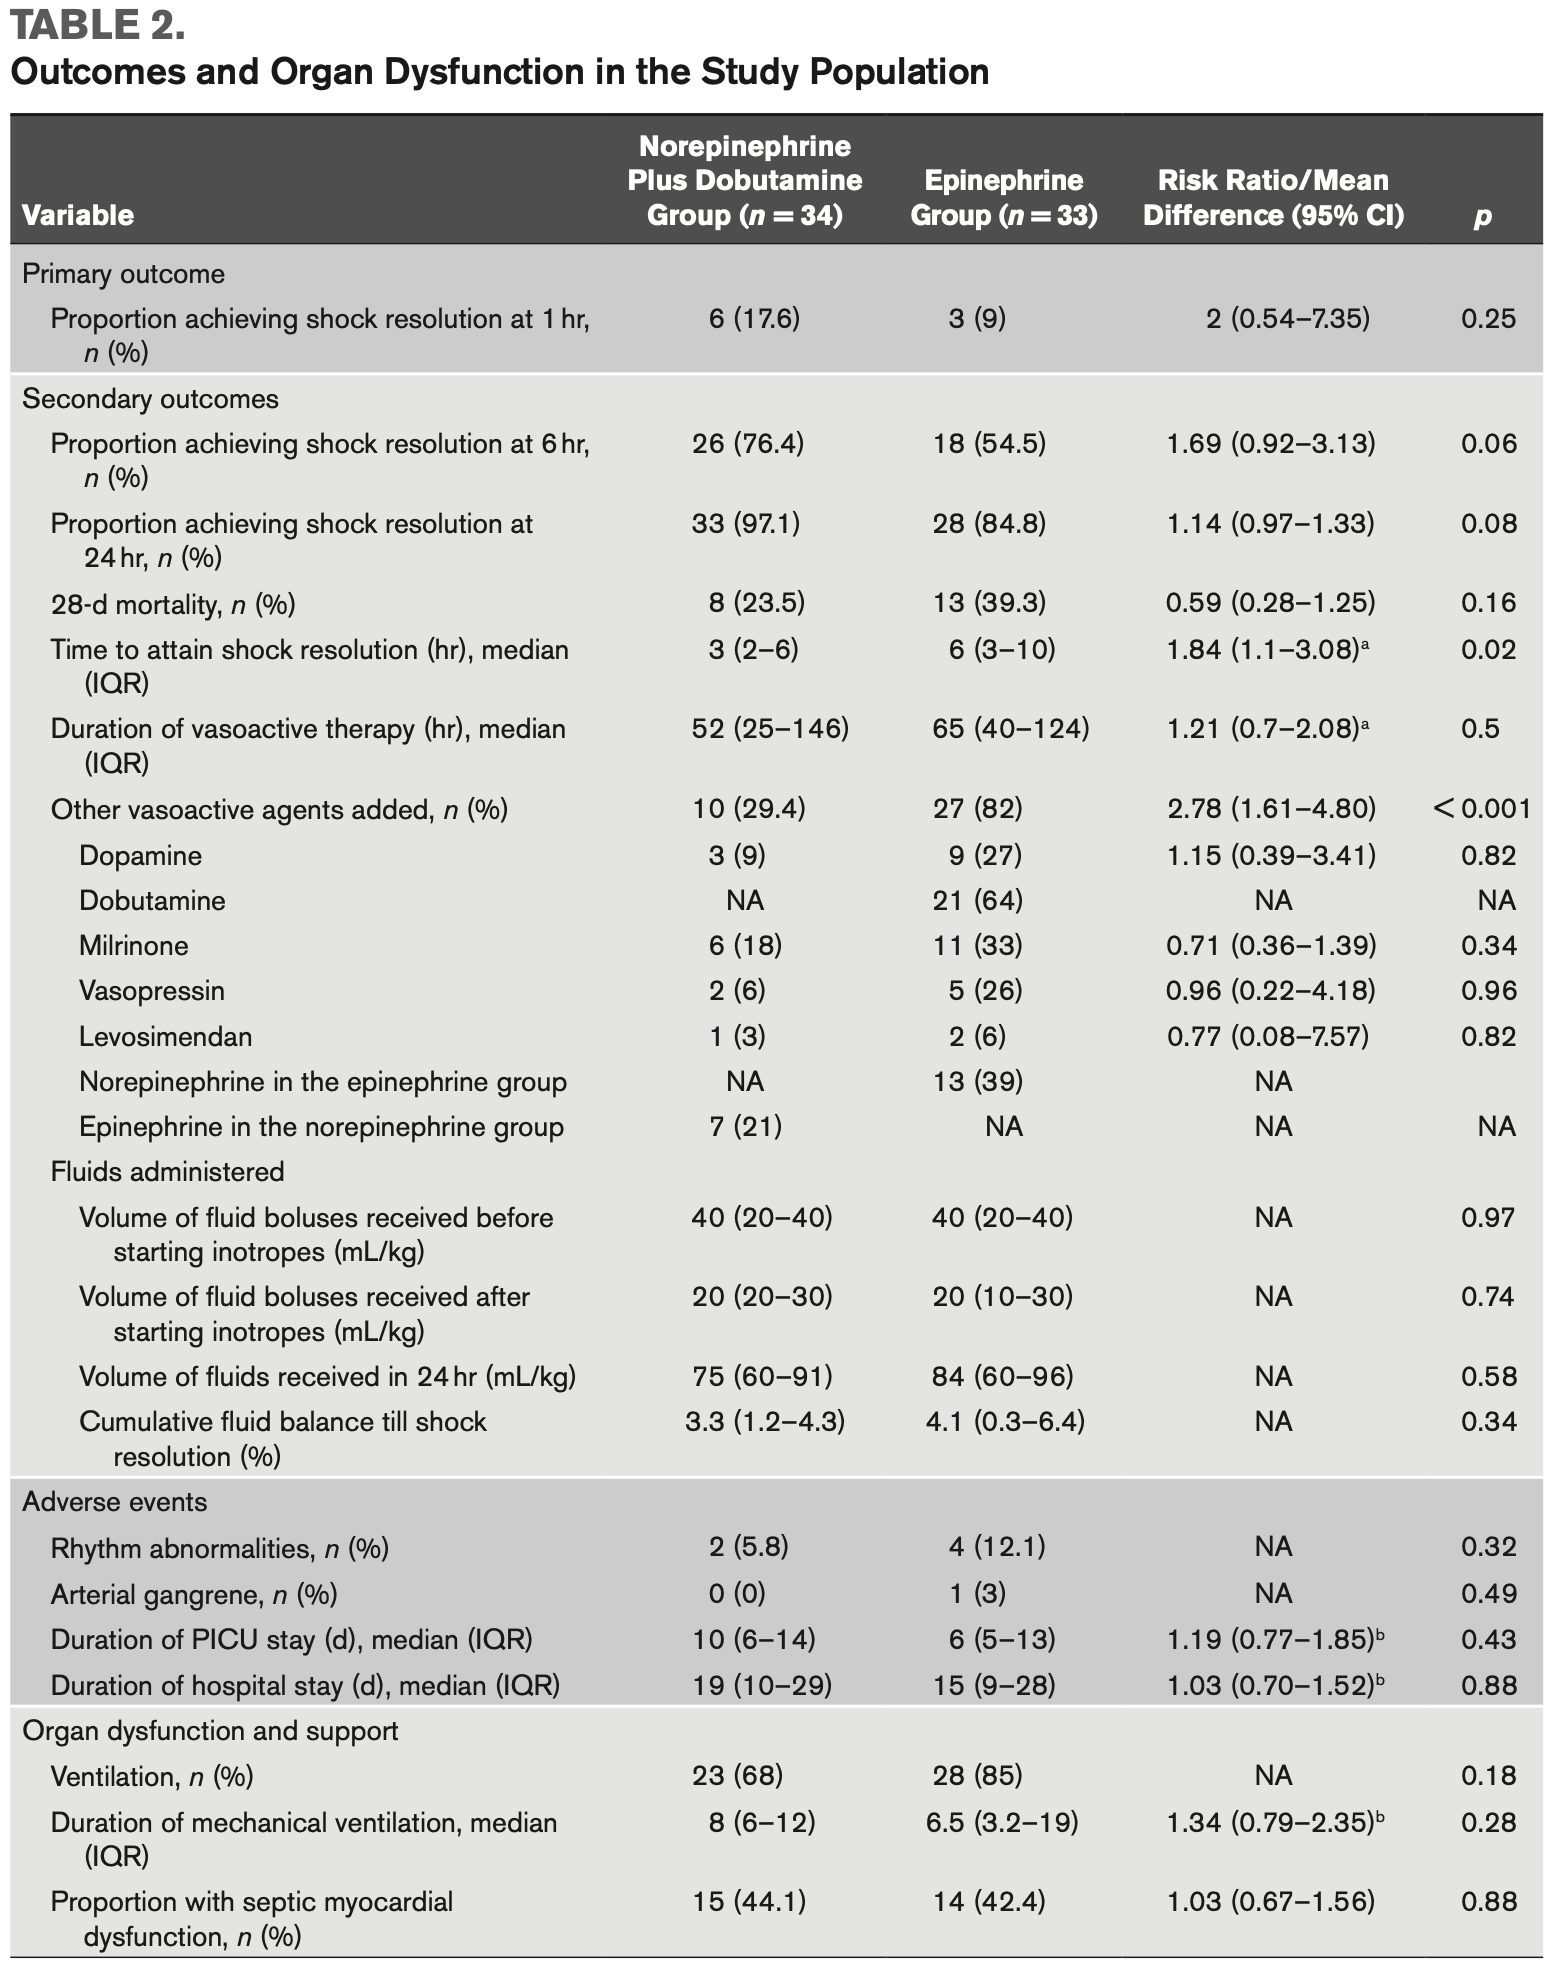 TABLE 2.
Outcomes and Organ Dysfunction in the Study Population
Variable Norepinephrine Plus Dobutamine Group (n = 34) Epinephrine Group (n = 33) Risk Ratio/Mean Difference (95% CI) p
Primary outcome
Proportion achieving shock resolution at 1 hr, n (%) 6 (17.6) 3 (9) 2 (0.54–7.35) 0.25
Secondary outcomes
Proportion achieving shock resolution at 6 hr, n (%) 26 (76.4) 18 (54.5) 1.69 (0.92–3.13) 0.06
Proportion achieving shock resolution at 24 hr, n (%) 33 (97.1) 28 (84.8) 1.14 (0.97–1.33) 0.08
28-d mortality, n (%) 8 (23.5) 13 (39.3) 0.59 (0.28–1.25) 0.16
Time to attain shock resolution (hr), median (IQR) 3 (2–6) 6 (3–10) 1.84 (1.1–3.08)a 0.02
Duration of vasoactive therapy (hr), median (IQR) 52 (25–146) 65 (40–124) 1.21 (0.7–2.08)a 0.5
Other vasoactive agents added, n (%) 10 (29.4) 27 (82) 2.78 (1.61–4.80) < 0.001
Dopamine 3 (9) 9 (27) 1.15 (0.39–3.41) 0.82
Dobutamine NA 21 (64) NA NA
Milrinone 6 (18) 11 (33) 0.71 (0.36–1.39) 0.34
Vasopressin 2 (6) 5 (26) 0.96 (0.22–4.18) 0.96
Levosimendan 1 (3) 2 (6) 0.77 (0.08–7.57) 0.82
Norepinephrine in the epinephrine group NA 13 (39) NA
Epinephrine in the norepinephrine group 7 (21) NA NA NA
Fluids administered
Volume of fluid boluses received before starting inotropes (mL/kg) 40 (20–40) 40 (20–40) NA 0.97
Volume of fluid boluses received after starting inotropes (mL/kg) 20 (20–30) 20 (10–30) NA 0.74
Volume of fluids received in 24 hr (mL/kg) 75 (60–91) 84 (60–96) NA 0.58
Cumulative fluid balance till shock resolution (%) 3.3 (1.2–4.3) 4.1 (0.3–6.4) NA 0.34
Adverse events
Rhythm abnormalities, n (%) 2 (5.8) 4 (12.1) NA 0.32
Arterial gangrene, n (%) 0 (0) 1 (3) NA 0.49
Duration of PICU stay (d), median (IQR) 10 (6–14) 6 (5–13) 1.19 (0.77–1.85)b 0.43
Duration of hospital stay (d), median (IQR) 19 (10–29) 15 (9–28) 1.03 (0.70–1.52)b 0.88
Organ dysfunction and support
Ventilation, n (%) 23 (68) 28 (85) NA 0.18
Duration of mechanical ventilation, median (IQR) 8 (6–12) 6.5 (3.2–19) 1.34 (0.79–2.35)b 0.28
Proportion with septic myocardial dysfunction, n (%) 15 (44.1) 14 (42.4) 1.03 (0.67–1.56) 0.88